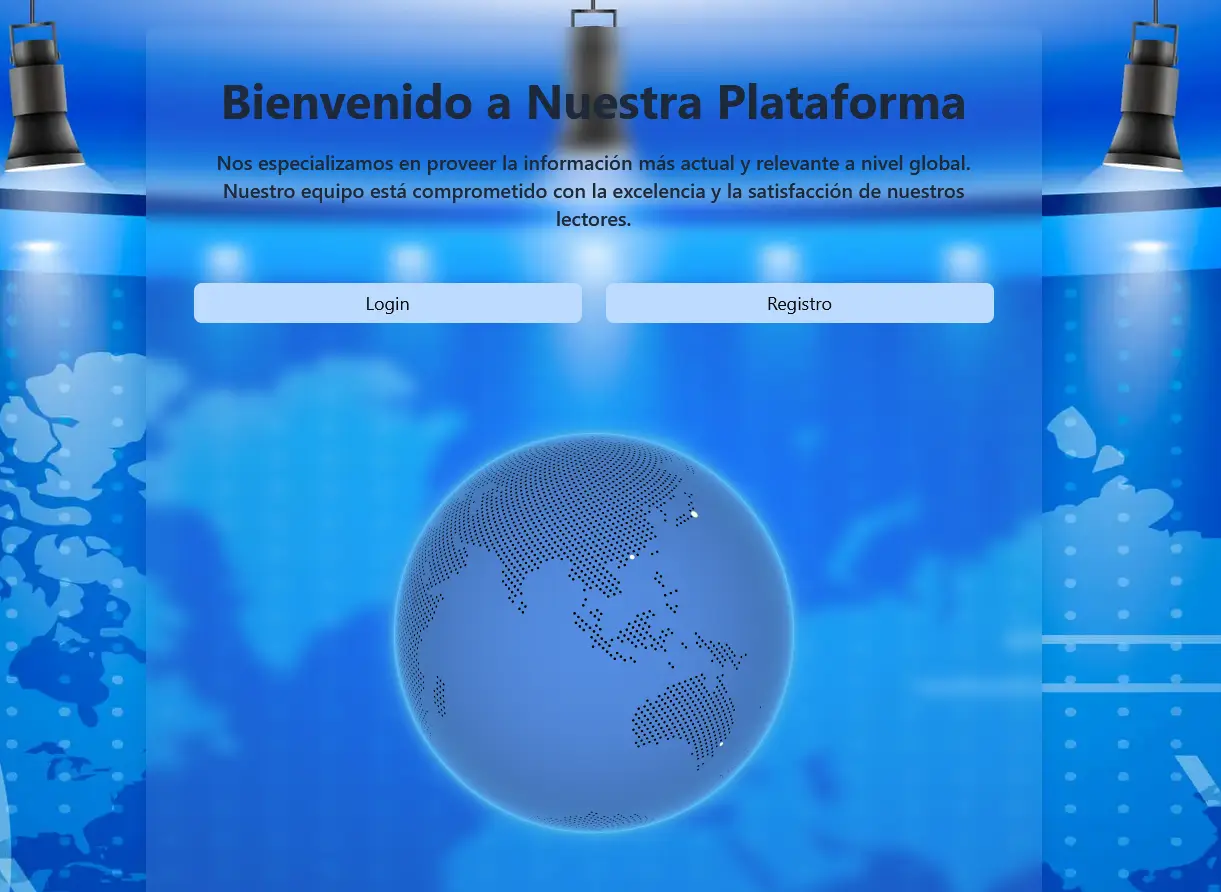 Bienvenido a Nuestra Plataforma
Nos especializamos en proveer la información más actual y relevante a nivel global.
Nuestro equipo está comprometido con la excelencia y la satisfacción de nuestros
lectores.
Login
Registro